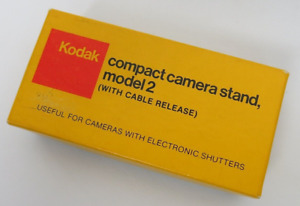 Kodak
compact camera stand,
model 2
(WITH CABLE RELEASE)
USEFUL FOR CAMERAS WITH ELECTRONIC SHUTTERS